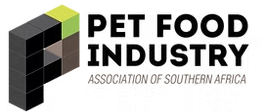 PET FOOD
INDUSTRY
ASSOCIATION OF SOUTHERN AFRICA